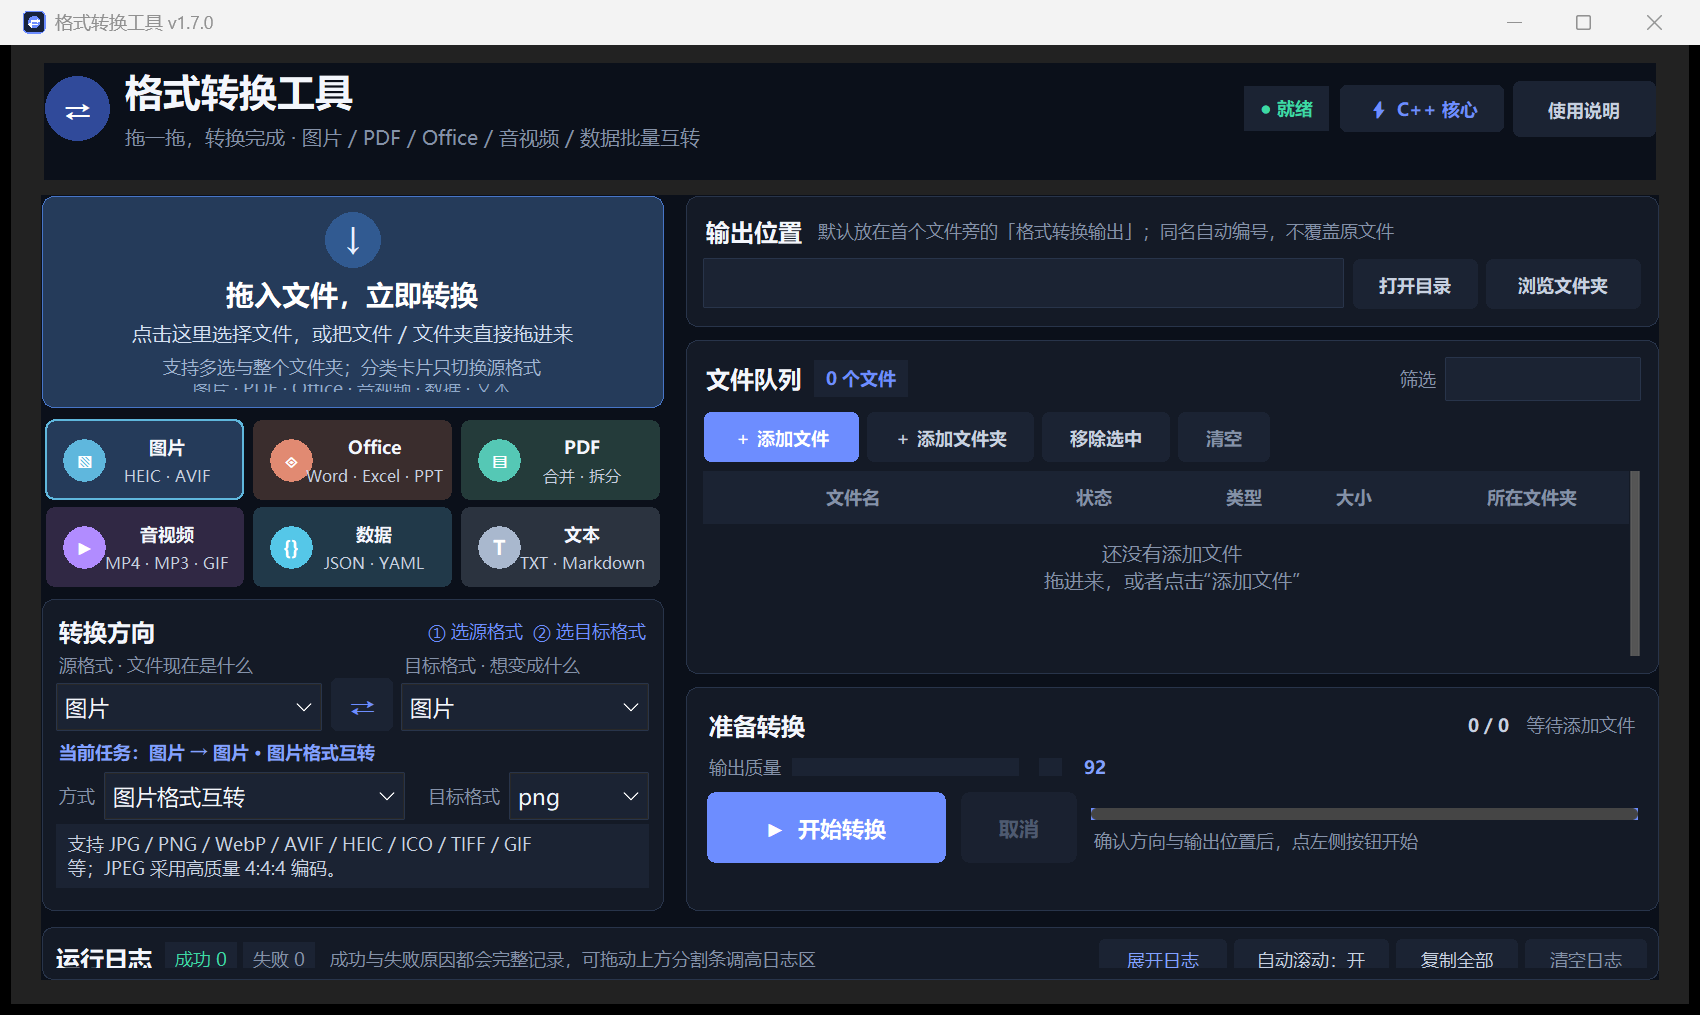 格式转换工具 v1.7.0
格式转换工具
拖一拖，转换完成 · 图片 / PDF / Office / 音视频 / 数据批量互转
● 就绪
C++ 核心
使用说明
↓
拖入文件，立即转换
点击这里选择文件，或把文件 / 文件夹直接拖进来
支持多选与整个文件夹；分类卡片只切换源格式
图片 · PDF · Office · 音视频 · 数据 · 文本
图片
HEIC · AVIF
Office
Word · Excel · PPT
PDF
合并 · 拆分
音视频
MP4 · MP3 · GIF
{}
数据
JSON · YAML
T
文本
TXT · Markdown
转换方向
① 选源格式 ② 选目标格式
源格式 · 文件现在是什么
目标格式 · 想变成什么
图片
⇄
图片
当前任务：图片 → 图片 • 图片格式互转
方式
图片格式互转
目标格式
png
支持 JPG / PNG / WebP / AVIF / HEIC / ICO / TIFF / GIF
等；JPEG 采用高质量 4:4:4 编码。
输出位置
默认放在首个文件旁的「格式转换输出」；同名自动编号，不覆盖原文件
打开目录
浏览文件夹
文件队列
0 个文件
筛选
+ 添加文件
+ 添加文件夹
移除选中
清空
文件名
状态
类型
大小
所在文件夹
还没有添加文件
拖进来，或者点击“添加文件”
准备转换
0 / 0
等待添加文件
输出质量
92
▶ 开始转换
取消
确认方向与输出位置后，点左侧按钮开始
运行日志
成功 0
失败 0
成功与失败原因都会完整记录，可拖动上方分割条调高日志区
展开日志
自动滚动：开
复制全部
清空日志